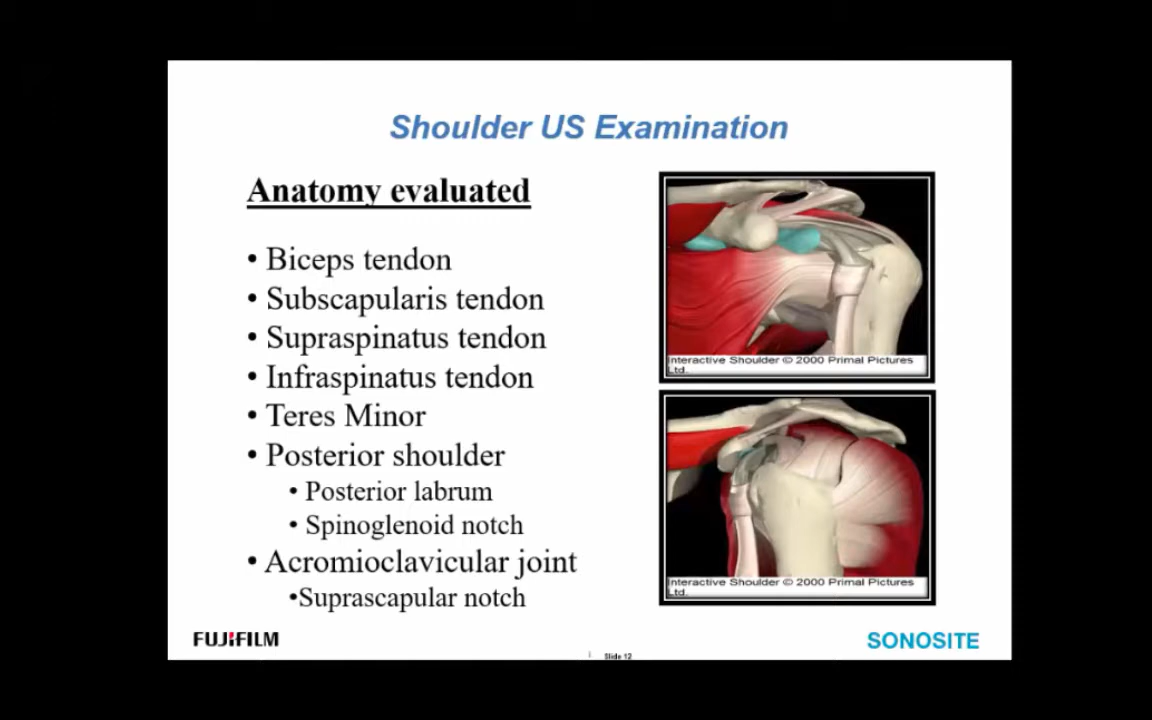 Shoulder US Examination
Anatomy evaluated
• Biceps tendon
• Subscapularis tendon
• Supraspinatus tendon
• Infraspinatus tendon
• Teres Minor
• Posterior shoulder
• Posterior labrum
• Spinoglenoid notch
• Acromioclavicular joint
•Suprascapular notch
Interactive Shoulder © 2000 Primal Pictures
Ltd.
Interactive Shoulder © 2000 Primal Pictures
Ltd.
FUJIFILM
SONOSITE
Slide 12